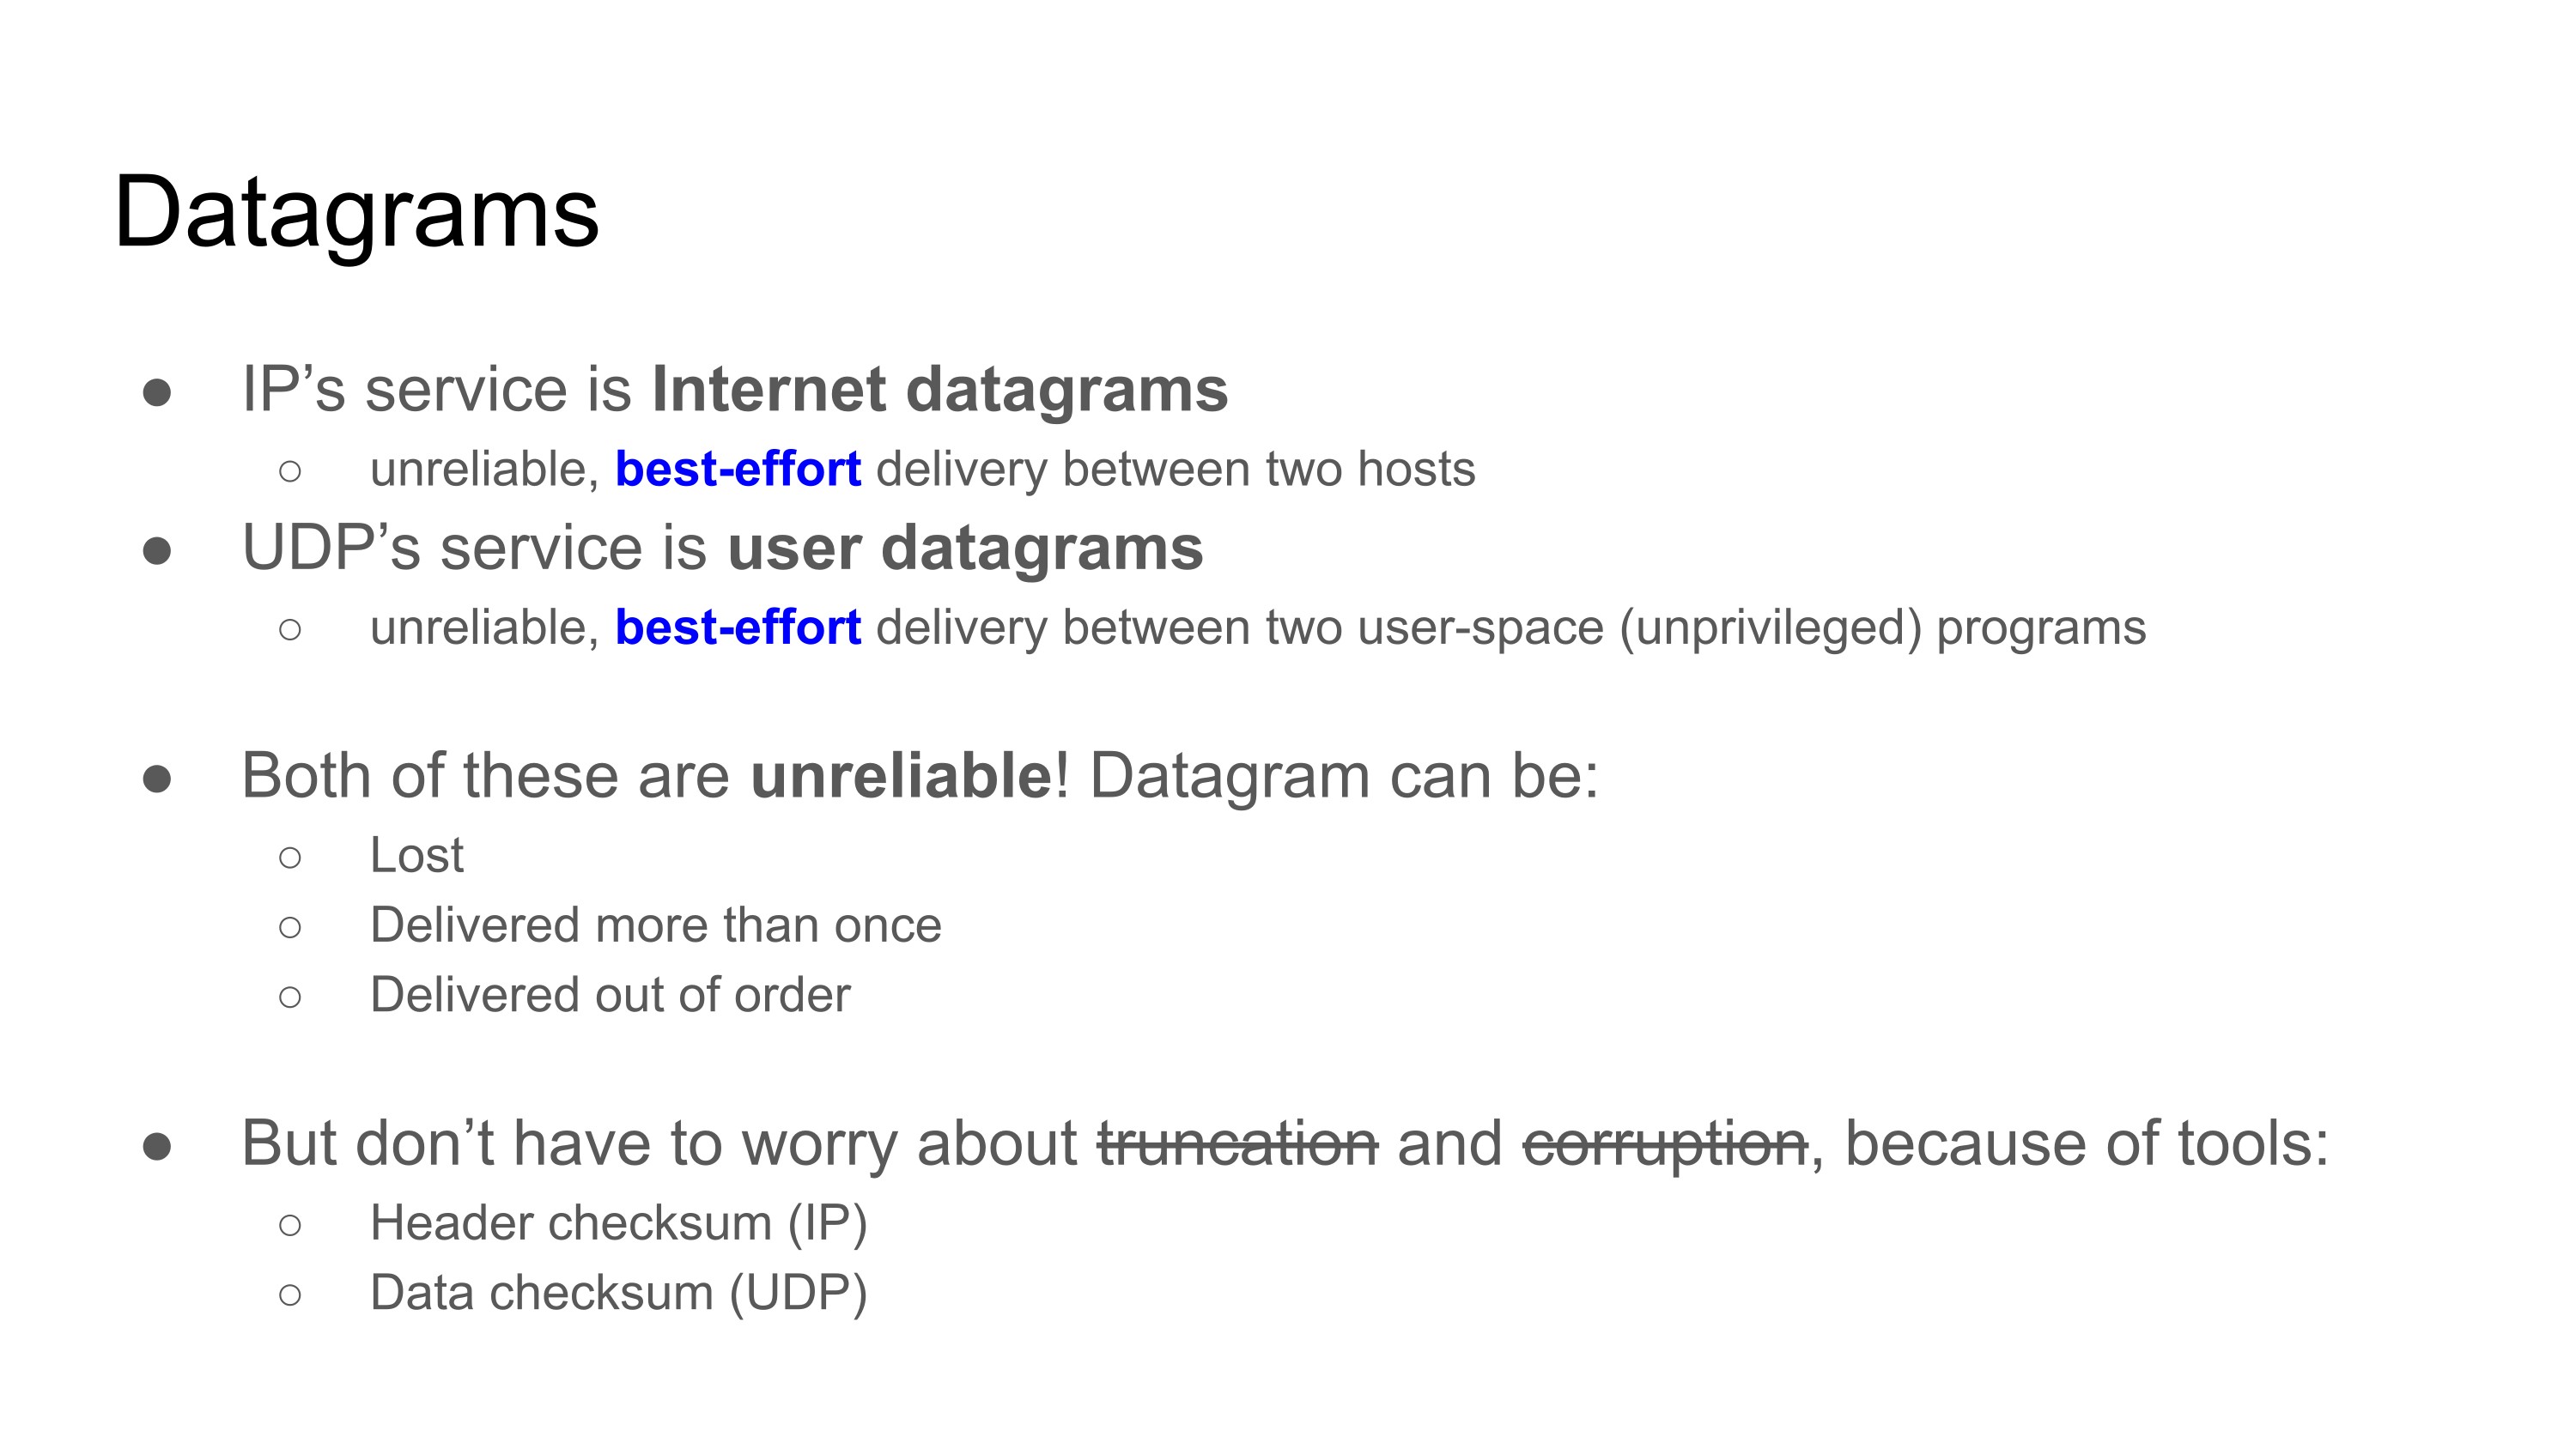 Datagrams
● IP’s service is Internet datagrams
○ unreliable, best-effort delivery between two hosts
● UDP’s service is user datagrams
○ unreliable, best-effort delivery between two user-space (unprivileged) programs
● Both of these are unreliable! Datagram can be:
○ Lost
○ Delivered more than once
○ Delivered out of order
● But don’t have to worry about truncation and corruption, because of tools:
○ Header checksum (IP)
○ Data checksum (UDP)